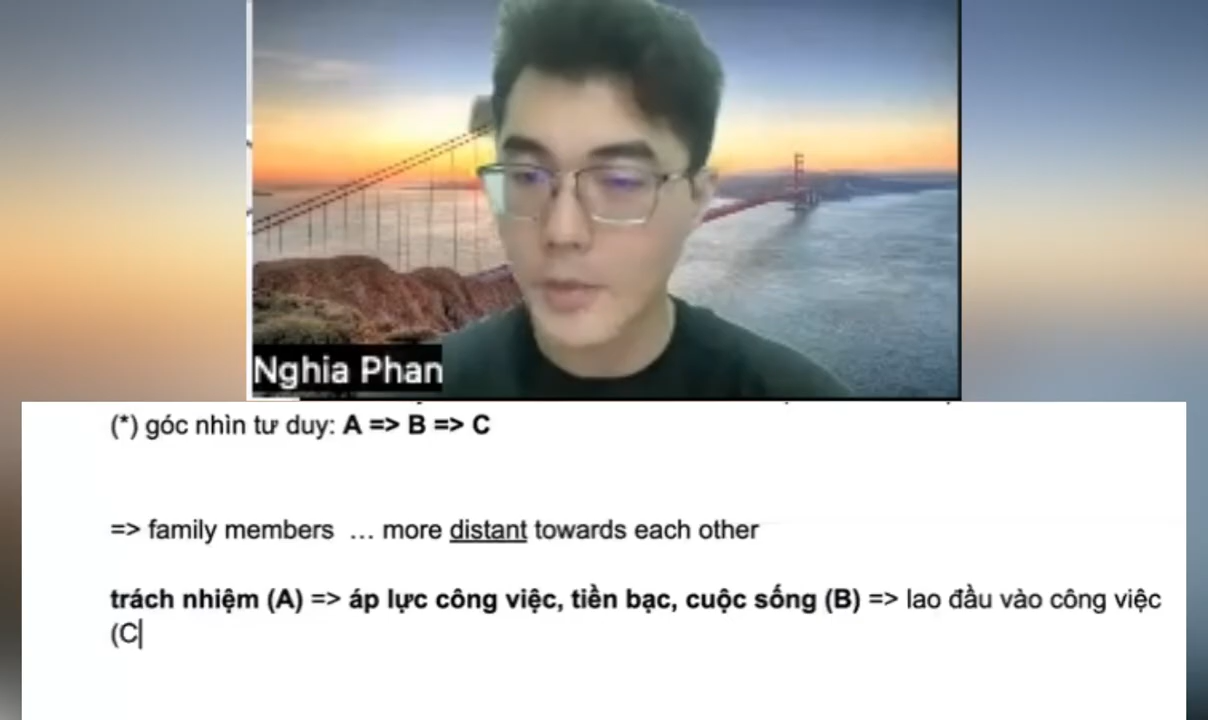 Nghia Phan
(*) góc nhìn tư duy: A => B => C
=> family members … more distant towards each other
trách nhiệm (A) => áp lực công việc, tiền bạc, cuộc sống (B) => lao đầu vào công việc
(C